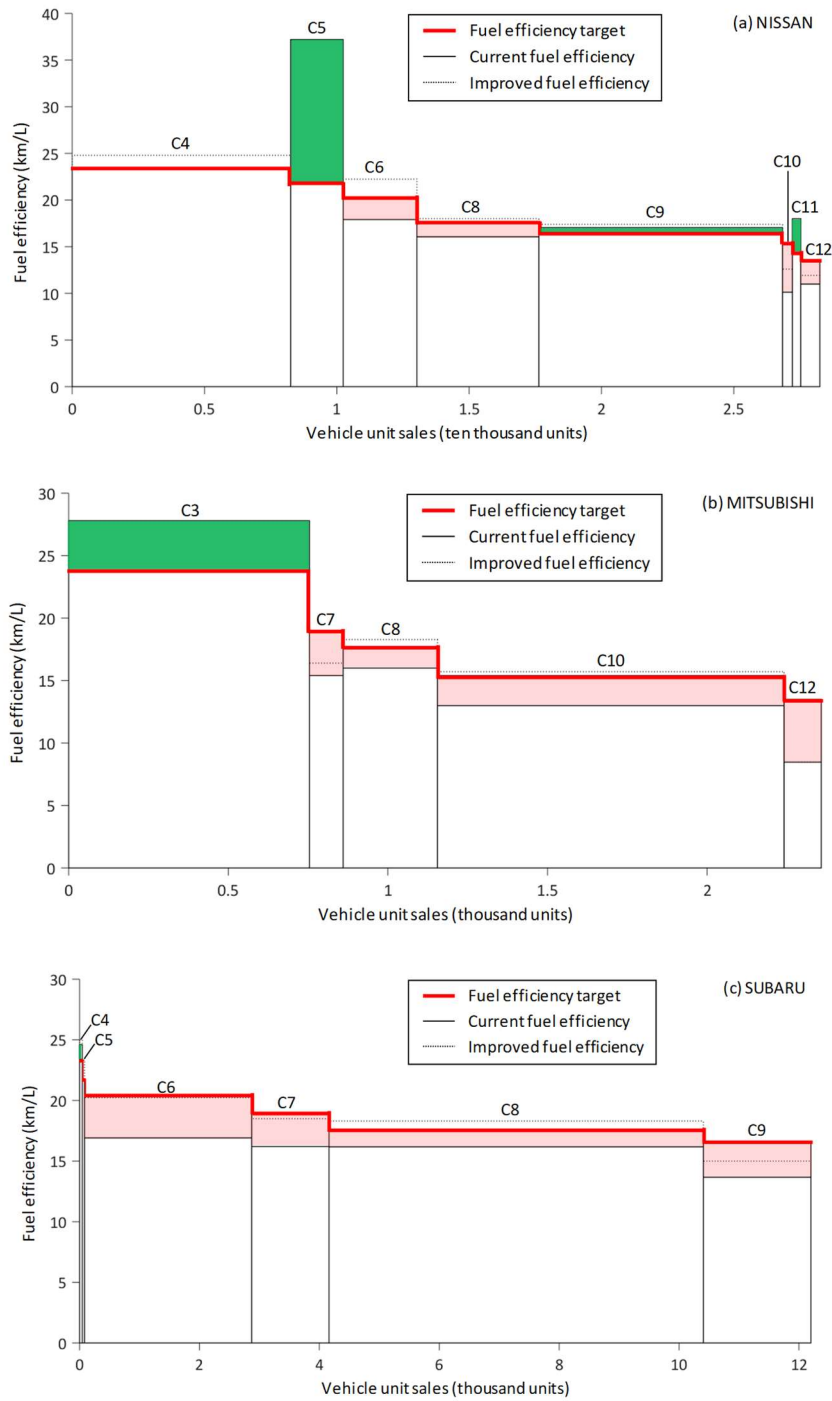 (a) NISSAN
Fuel efficiency target
Current fuel efficiency
Improved fuel efficiency
C4
C5
C6
C8
C9
C10
C11
C12
40
35
30
25
20
15
10
5
0
Fuel efficiency (km/L)
0 0.5 1 1.5 2 2.5
Vehicle unit sales (ten thousand units)
(b) MITSUBISHI
Fuel efficiency target
Current fuel efficiency
Improved fuel efficiency
C3
C7
C8
C10
C12
30
25
20
15
10
5
0
Fuel efficiency (km/L)
0 0.5 1 1.5 2
Vehicle unit sales (thousand units)
(c) SUBARU
Fuel efficiency target
Current fuel efficiency
Improved fuel efficiency
C4
C5
C6
C7
C8
C9
30
25
20
15
10
5
0
Fuel efficiency (km/L)
0 2 4 6 8 10 12
Vehicle unit sales (thousand units)